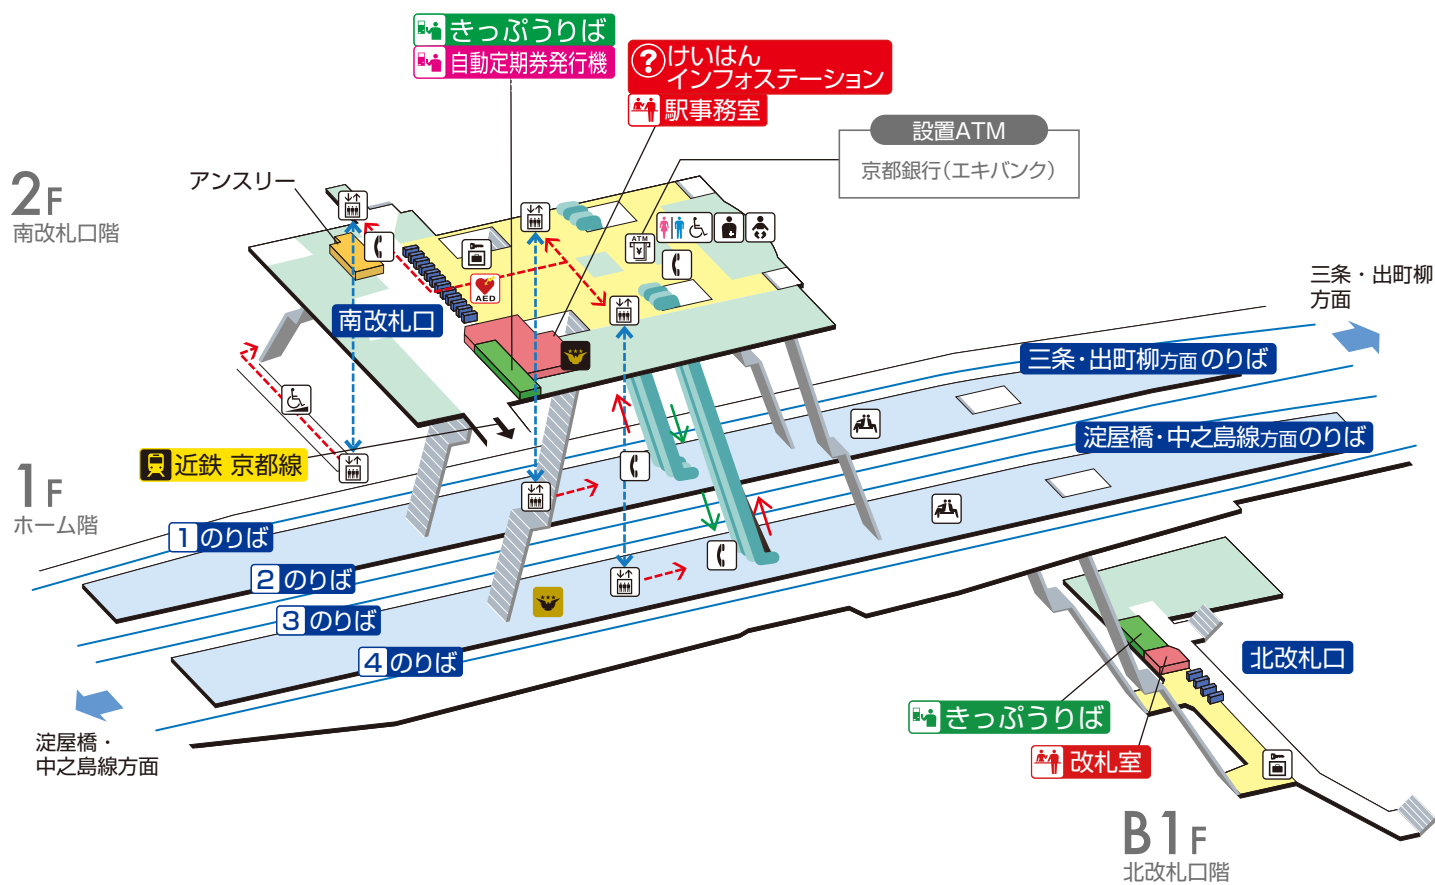 きっぷうりば
自動定期券発行機
?けいはん
インフォステーション
駅事務室
設置ATM
京都銀行(エキバンク)
2F
南改札口階
アンスリー
ATM
¥
AED
南改札口
三条・出町柳
方面
三条・出町柳方面のりば
淀屋橋・中之島線方面のりば
近鉄 京都線
1F
ホーム階
1のりば
2のりば
3のりば
4のりば
淀屋橋・
中之島線方面
北改札口
きっぷうりば
改札室
B1F
北改札口階